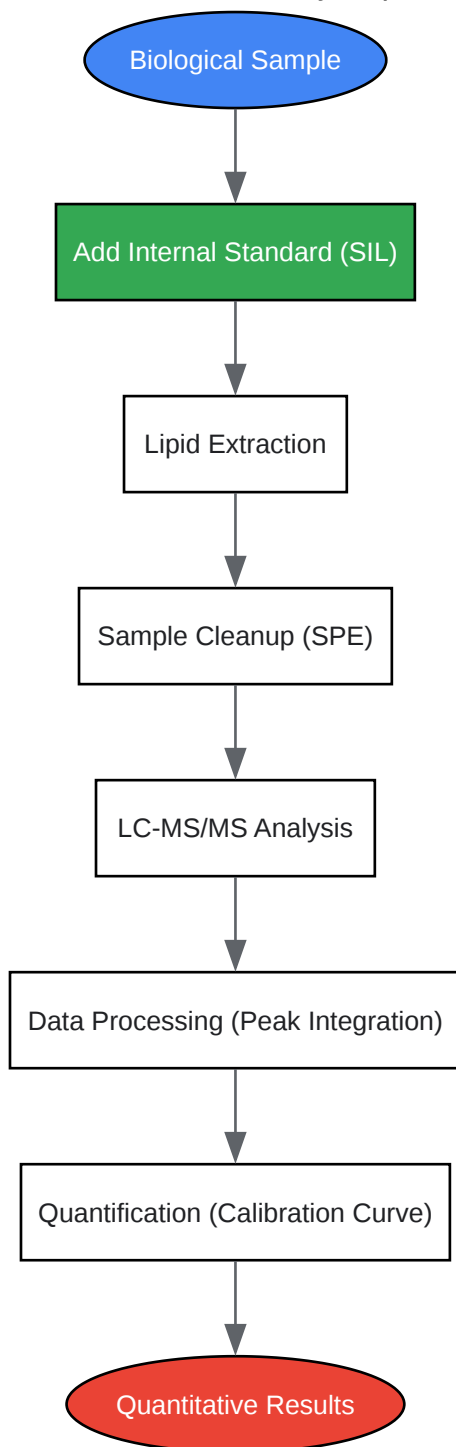 Biological Sample
Add Internal Standard (SIL)
Lipid Extraction
Sample Cleanup (SPE)
LC-MS/MS Analysis
Data Processing (Peak Integration)
Quantification (Calibration Curve)
Quantitative Results